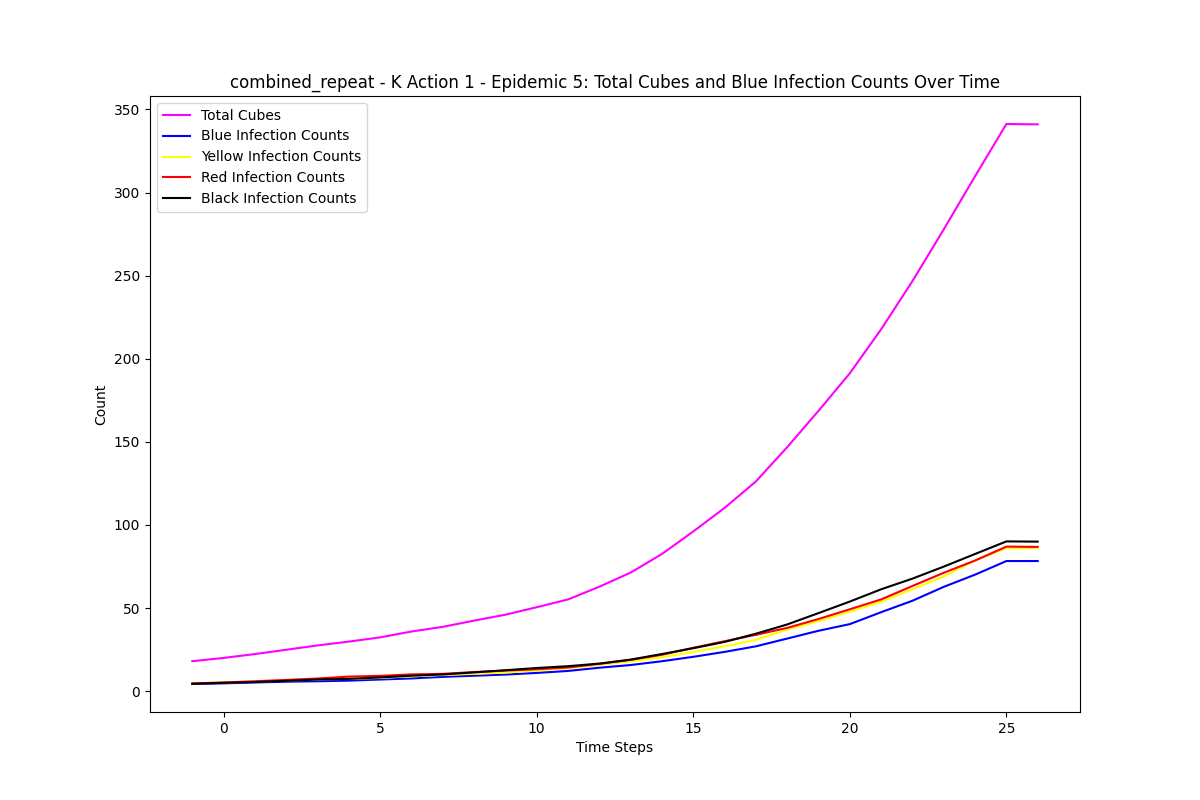 combined_repeat - K Action 1 - Epidemic 5: Total Cubes and Blue Infection Counts Over Time
Total Cubes
Blue Infection Counts
Yellow Infection Counts
Red Infection Counts
Black Infection Counts
350
300
250
200
150
100
50
0
Count
0 5 10 15 20 25
Time Steps